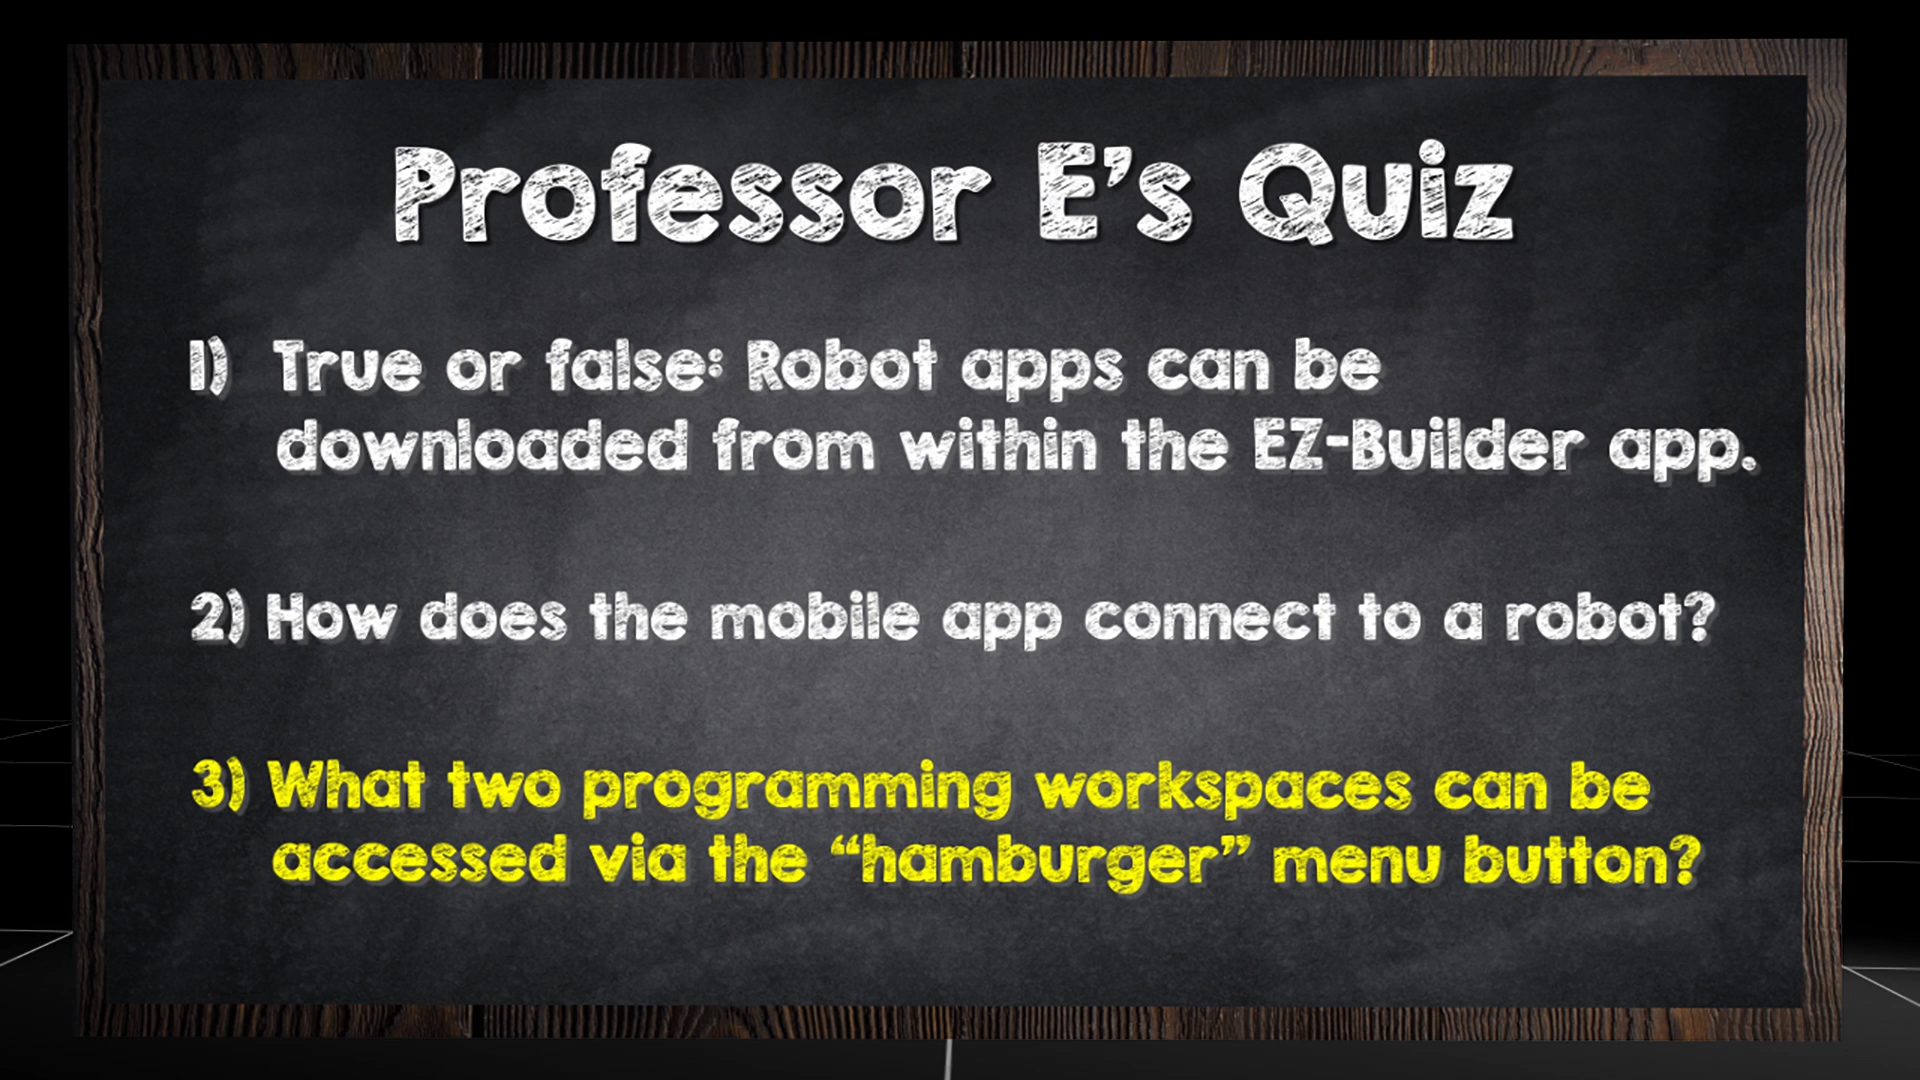 Professor E’s Quiz
1) True or false: Robot apps can be
downloaded from within the EZ-Builder app.
2) How does the mobile app connect to a robot?
3) What two programming workspaces can be
accessed via the “hamburger” menu button?